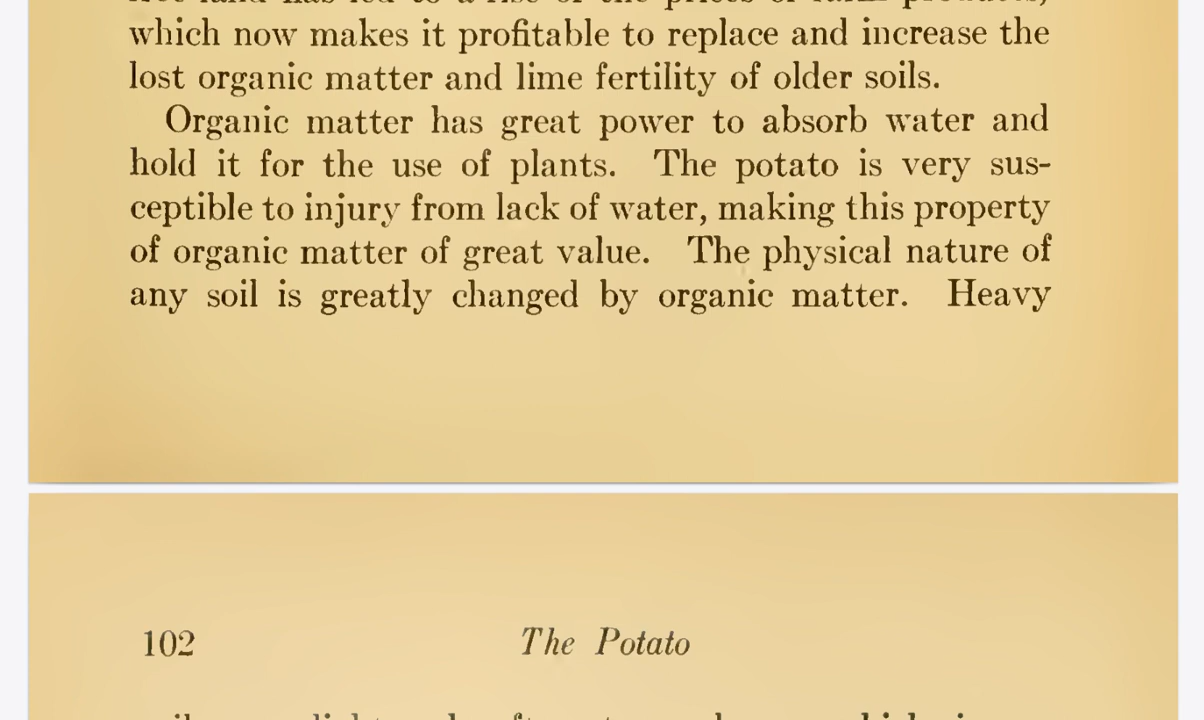 which now makes it profitable to replace and increase the
lost organic matter and lime fertility of older soils.
Organic matter has great power to absorb water and
hold it for the use of plants. The potato is very sus-
ceptible to injury from lack of water, making this property
of organic matter of great value. The physical nature of
any soil is greatly changed by organic matter. Heavy
102 The Potato